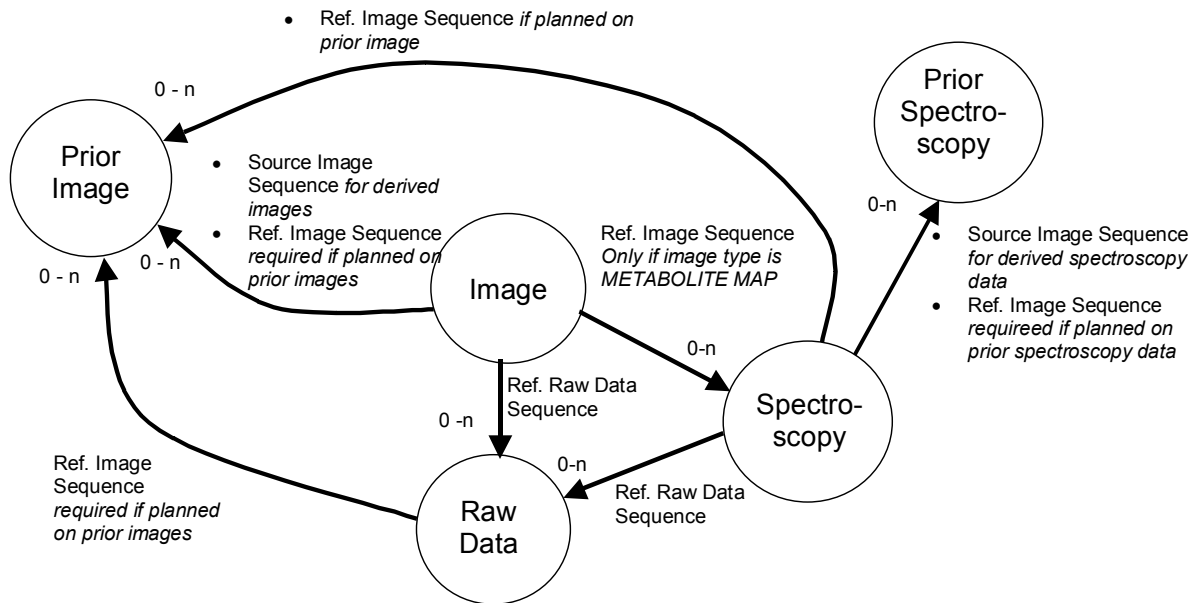 • Ref. Image Sequence if planned on
prior image
0 - n
Prior
Spectro-
scopy
Prior
Image
• Source Image
Sequence for derived
images
• Ref. Image Sequence
required if planned on
prior images
0-n
0 - n
0 - n
Ref. Image Sequence
Only if image type is
METABOLITE MAP
• Source Image Sequence
for derived spectroscopy
data
• Ref. Image Sequence
requireed if planned on
prior spectroscopy data
Image
0-n
Ref. Raw Data
Sequence
0 -n
Spectro-
scopy
0-n
Ref. Raw Data
Sequence
Ref. Image
Sequence
required if planned
on prior images
Raw
Data